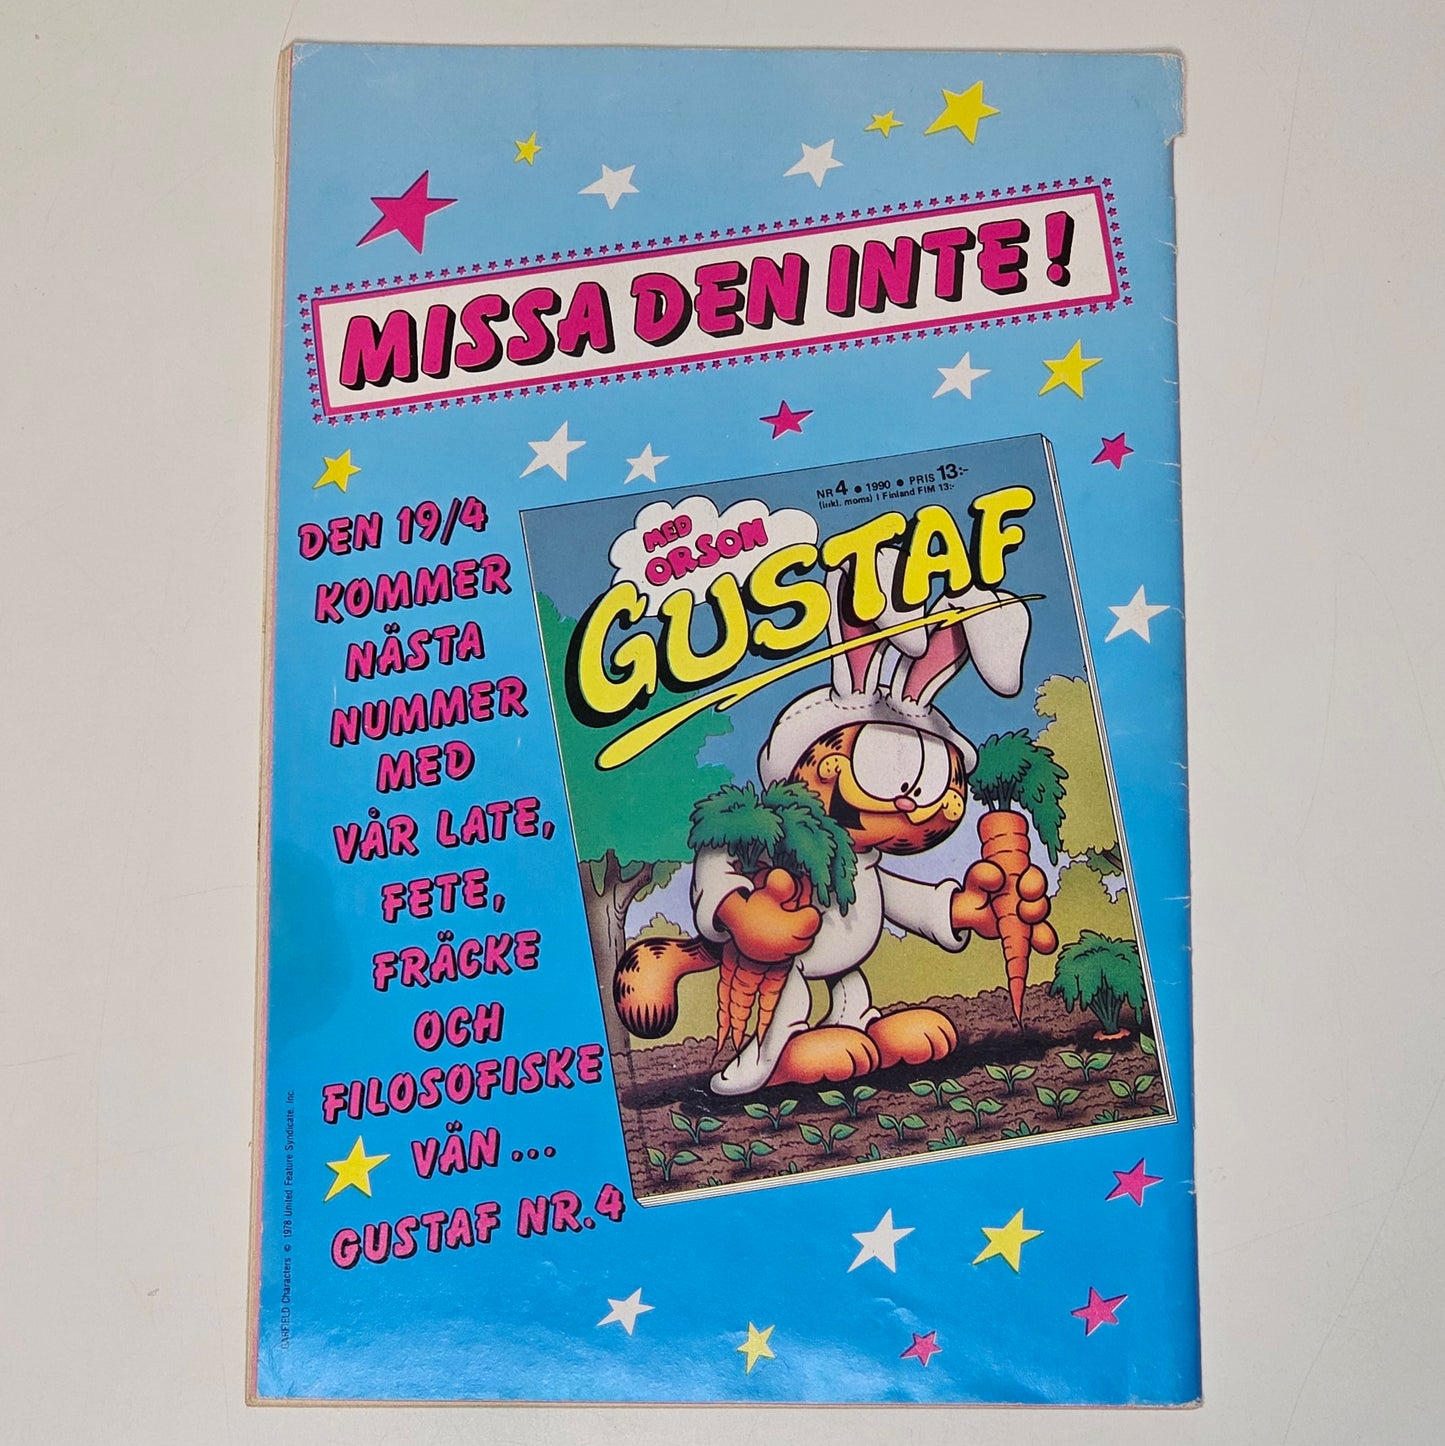 MISSA DEN INTE!
DEN 19/4
KOMMER
NÄSTA
NUMMER
MED
VÅR LATE,
FETE,
FRÄCKE
OCH
FILOSOFISKE
VÄN...
GUSTAF NR.4
NR 4 • 1990 • PRIS 13:-
(inkl. moms) I Finland FIM 13:-
MED
ORSON
GUSTAF
GARFIELD Characters © 1978 United Feature Syndicate, Inc.